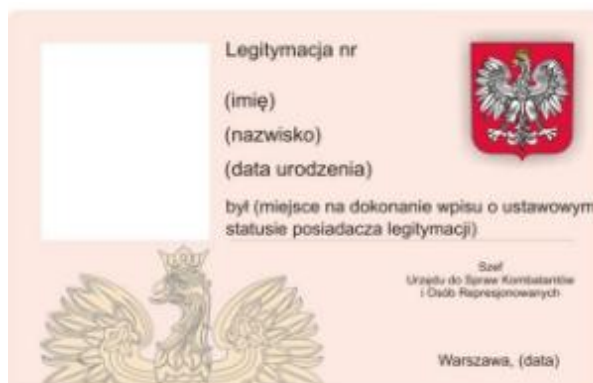 Legitymacja nr
(imię)
(nazwisko)
(data urodzenia)
był (miejsce na dokonanie wpisu o ustawowym
statusie posiadacza legitymacji)
Szef
Urzędu do Spraw Kombatantów
i Osób Represjonowanych
Warszawa, (data)